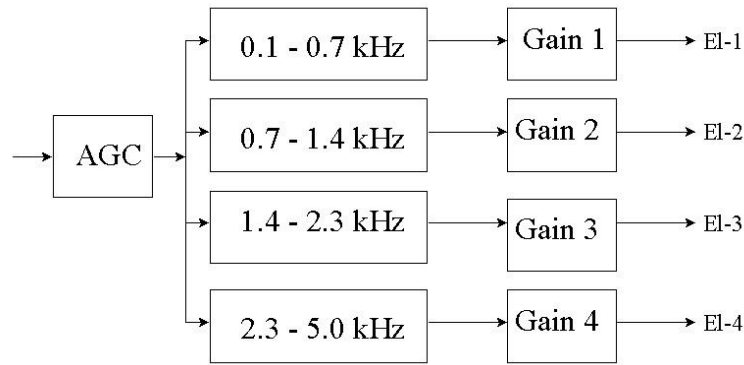 0.1 - 0.7 kHz Gain 1 El-1
0.7 - 1.4 kHz Gain 2 El-2
AGC
1.4 - 2.3 kHz Gain 3 El-3
2.3 - 5.0 kHz Gain 4 El-4